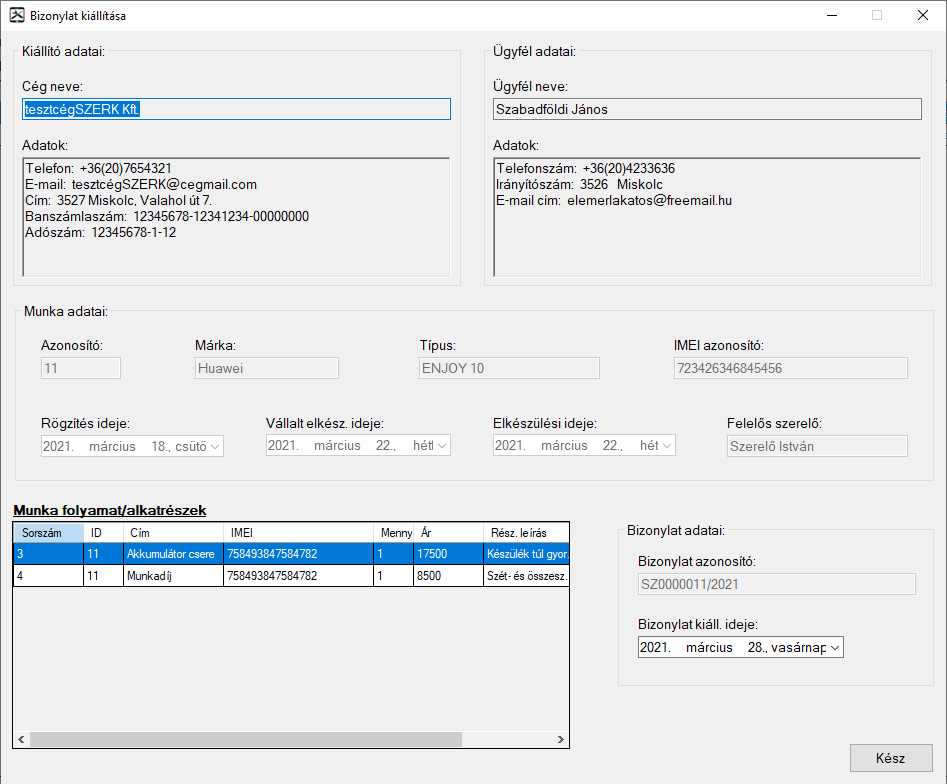 Bizonylat kiállítása
Kiállító adatai:
Cég neve:
tesztcégSZERK Kft.
Adatok:
Telefon: +36(20)7654321
E-mail: tesztcégSZERK@cegmail.com
Cím: 3527 Miskolc, Valahol út 7.
Banszámlaszám: 12345678-12341234-00000000
Adószám: 12345678-1-12
Ügyfél adatai:
Ügyfél neve:
Szabadföldi János
Adatok:
Telefonszám: +36(20)4233636
Irányítószám: 3526 Miskolc
E-mail cím: elemerlakatos@freemail.hu
Munka adatai:
Azonosító: Márka: Típus: IMEI azonosító:
11 Huawei ENJOY 10 723426346845456
Rögzítés ideje: Vállalt elkész. ideje: Elkészülési ideje: Felelős szerelő:
2021. március 18., csütö 2021. március 22., hétf 2021. március 22., hét Szerelő István
Munka folyamat/alkatrészek
Sorszám ID Cím IMEI Menny Ár Rész. leírás
3 11 Akkumulátor csere 758493847584782 1 17500 Készülék túl gyor.
4 11 Munkadíj 758493847584782 1 8500 Szét- és összesz.
Bizonylat adatai:
Bizonylat azonosító:
SZ0000011/2021
Bizonylat kiáll. ideje:
2021. március 28., vasárnap
Kész